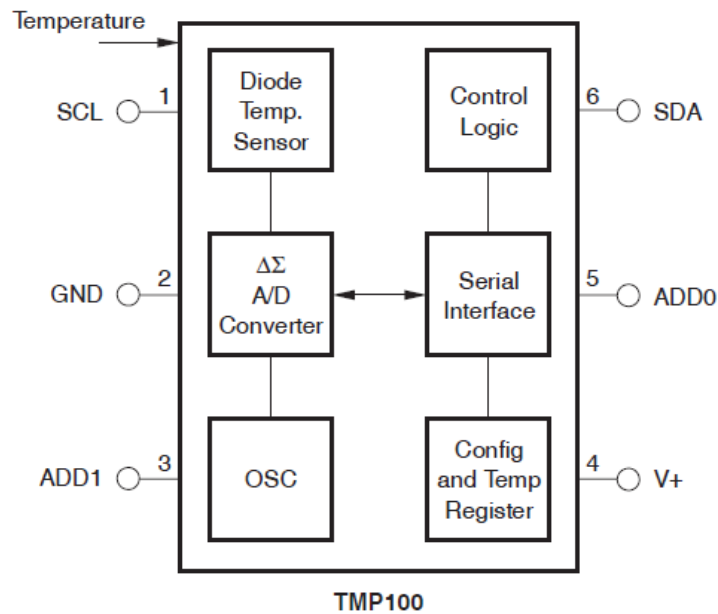 Temperature
SCL
1
Diode
Temp.
Sensor
Control
Logic
6
SDA
GND
2
ΔΣ
A/D
Converter
Serial
Interface
5
ADD0
ADD1
3
OSC
Config
and Temp
Register
4
V+
TMP100